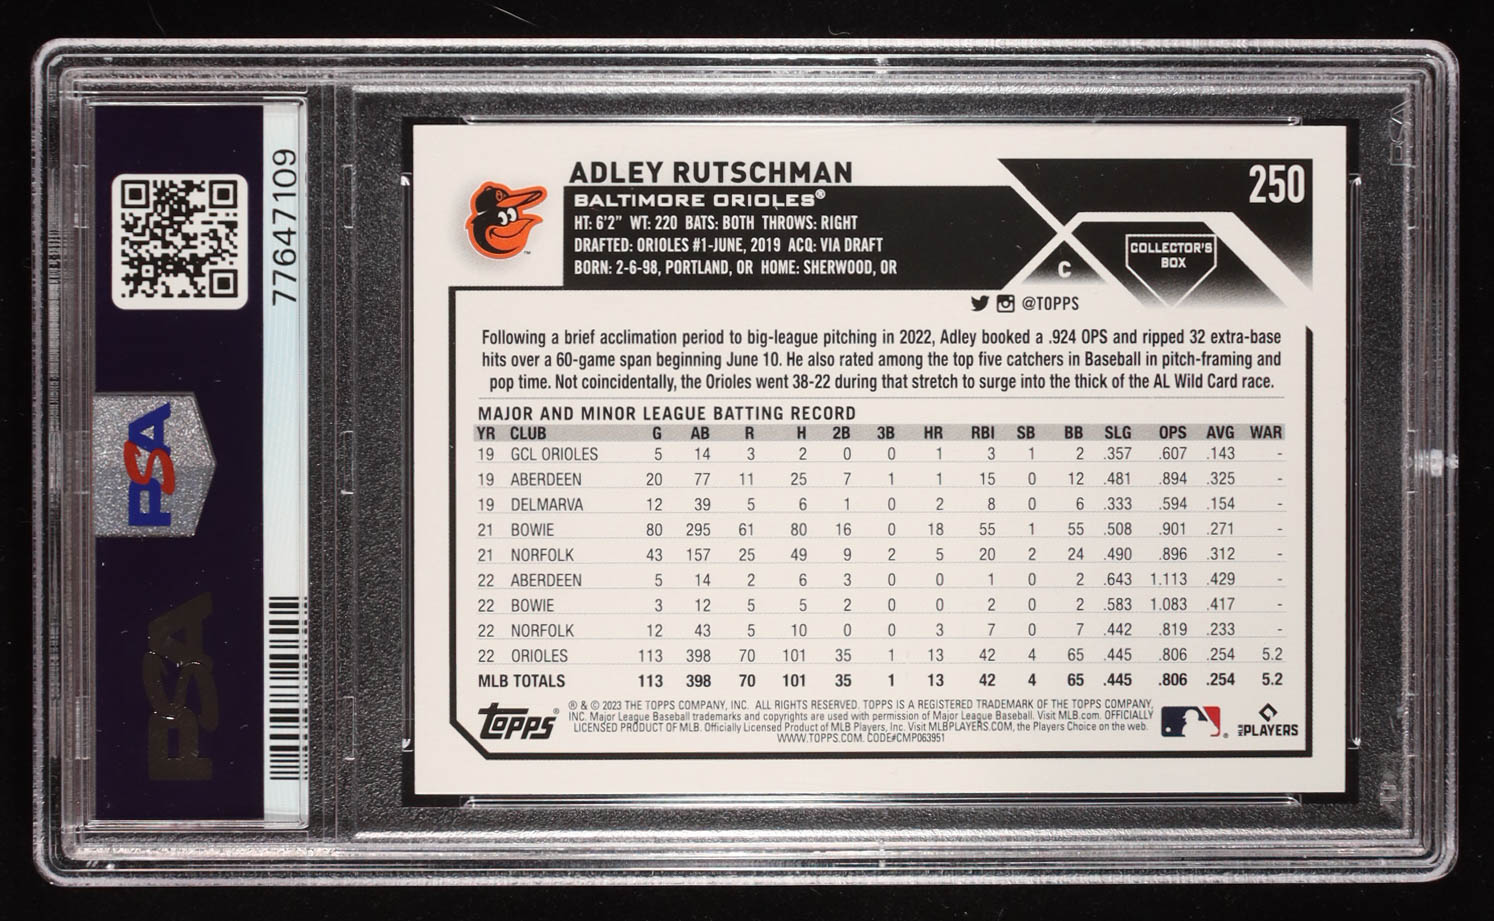 77647109
PSA
PSA
ADLEY RUTSCHMAN
250
BALTIMORE ORIOLES®
HT: 6'2" WT: 220 BATS: BOTH THROWS: RIGHT
DRAFTED: ORIOLES #1-JUNE, 2019 ACQ: VIA DRAFT
BORN: 2-6-98, PORTLAND, OR HOME: SHERWOOD, OR
C
COLLECTOR'S
BOX
@TOPPS
Following a brief acclimation period to big-league pitching in 2022, Adley booked a .924 OPS and ripped 32 extra-base
hits over a 60-game span beginning June 10. He also rated among the top five catchers in Baseball in pitch-framing and
pop time. Not coincidentally, the Orioles went 38-22 during that stretch to surge into the thick of the AL Wild Card race.
MAJOR AND MINOR LEAGUE BATTING RECORD
YR CLUB G AB R H 2B 3B HR RBI SB BB SLG OPS AVG WAR
19 GCL ORIOLES 5 14 3 2 0 0 1 3 1 2 .357 .607 .143 -
19 ABERDEEN 20 77 11 25 7 1 1 15 0 12 .481 .894 .325 -
19 DELMARVA 12 39 5 6 1 0 2 8 0 6 .333 .594 .154 -
21 BOWIE 80 295 61 80 16 0 18 55 1 55 .508 .901 .271 -
21 NORFOLK 43 157 25 49 9 2 5 20 2 24 .490 .896 .312 -
22 ABERDEEN 5 14 2 6 3 0 0 1 0 2 .643 1.113 .429 -
22 BOWIE 3 12 5 5 2 0 0 2 0 2 .583 1.083 .417 -
22 NORFOLK 12 43 5 10 0 0 3 7 0 7 .442 .819 .233 -
22 ORIOLES 113 398 70 101 35 1 13 42 4 65 .445 .806 .254 5.2
MLB TOTALS 113 398 70 101 35 1 13 42 4 65 .445 .806 .254 5.2
TOPPS®
® & © 2023 THE TOPPS COMPANY, INC. ALL RIGHTS RESERVED. TOPPS IS A REGISTERED TRADEMARK OF THE TOPPS COMPANY,
INC. Major League Baseball trademarks and copyrights are used with permission of Major League Baseball. Visit MLB.com. OFFICIALLY
LICENSED PRODUCT OF MLB. Officially Licensed Product of MLB Players, Inc. Visit MLBPLAYERS.COM, the Players Choice on the web.
WWW.TOPPS.COM. CODE#CMP063951
MLB PLAYERS